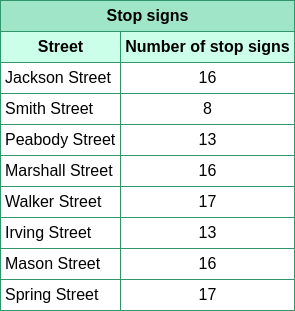 Stop signs
Street Number of stop signs
Jackson Street 16
Smith Street 8
Peabody Street 13
Marshall Street 16
Walker Street 17
Irving Street 13
Mason Street 16
Spring Street 17